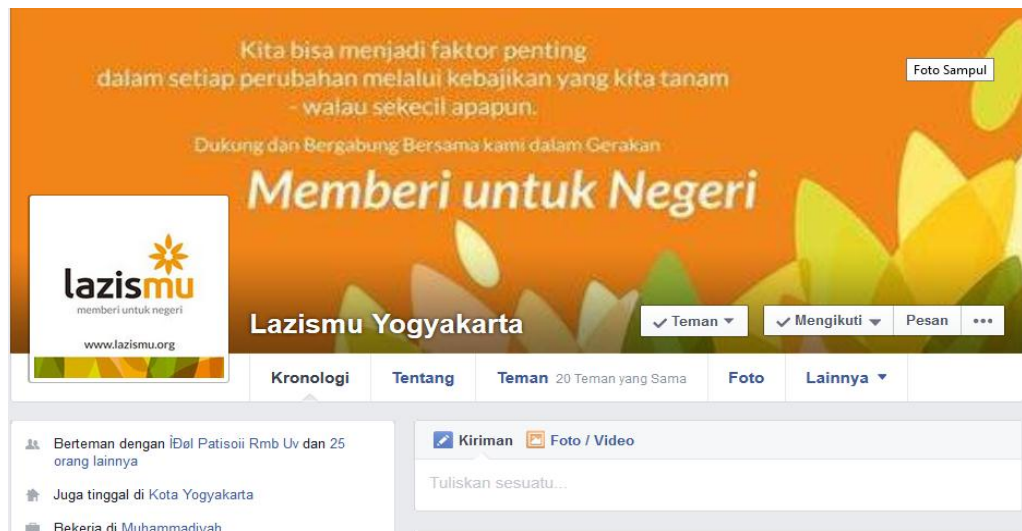 Kita bisa menjadi faktor penting
dalam setiap perubahan melalui kebajikan yang kita tanam
- walau sekecil apapun.
Foto Sampul
Dukung dan Bergabung Bersama kami dalam Gerakan
Memberi untuk Negeri
lazismu
memberi untuk negeri
www.lazismu.org
Lazismu Yogyakarta
Teman
Mengikuti
Pesan
Kronologi Tentang Teman 20 Teman yang Sama Foto Lainnya
Berteman dengan İĐøl Patisoii Rmb Uv dan 25
orang lainnya
Juga tinggal di Kota Yogyakarta
Bekerja di Muhammadiyah
Kiriman Foto / Video
Tuliskan sesuatu...